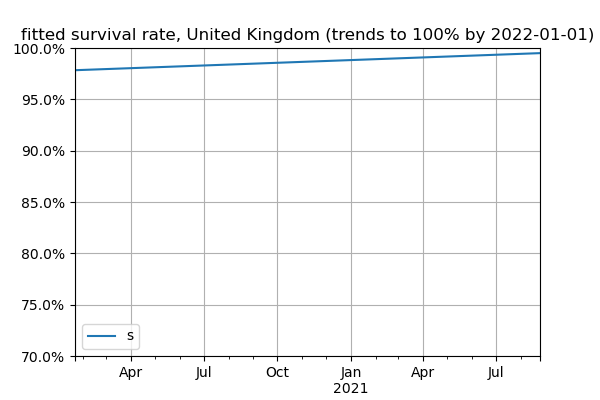 fitted survival rate, United Kingdom (trends to 100% by 2022-01-01)
100.0%
95.0%
90.0%
85.0%
80.0%
75.0%
70.0%
s
Apr Jul Oct Jan Apr Jul
2021